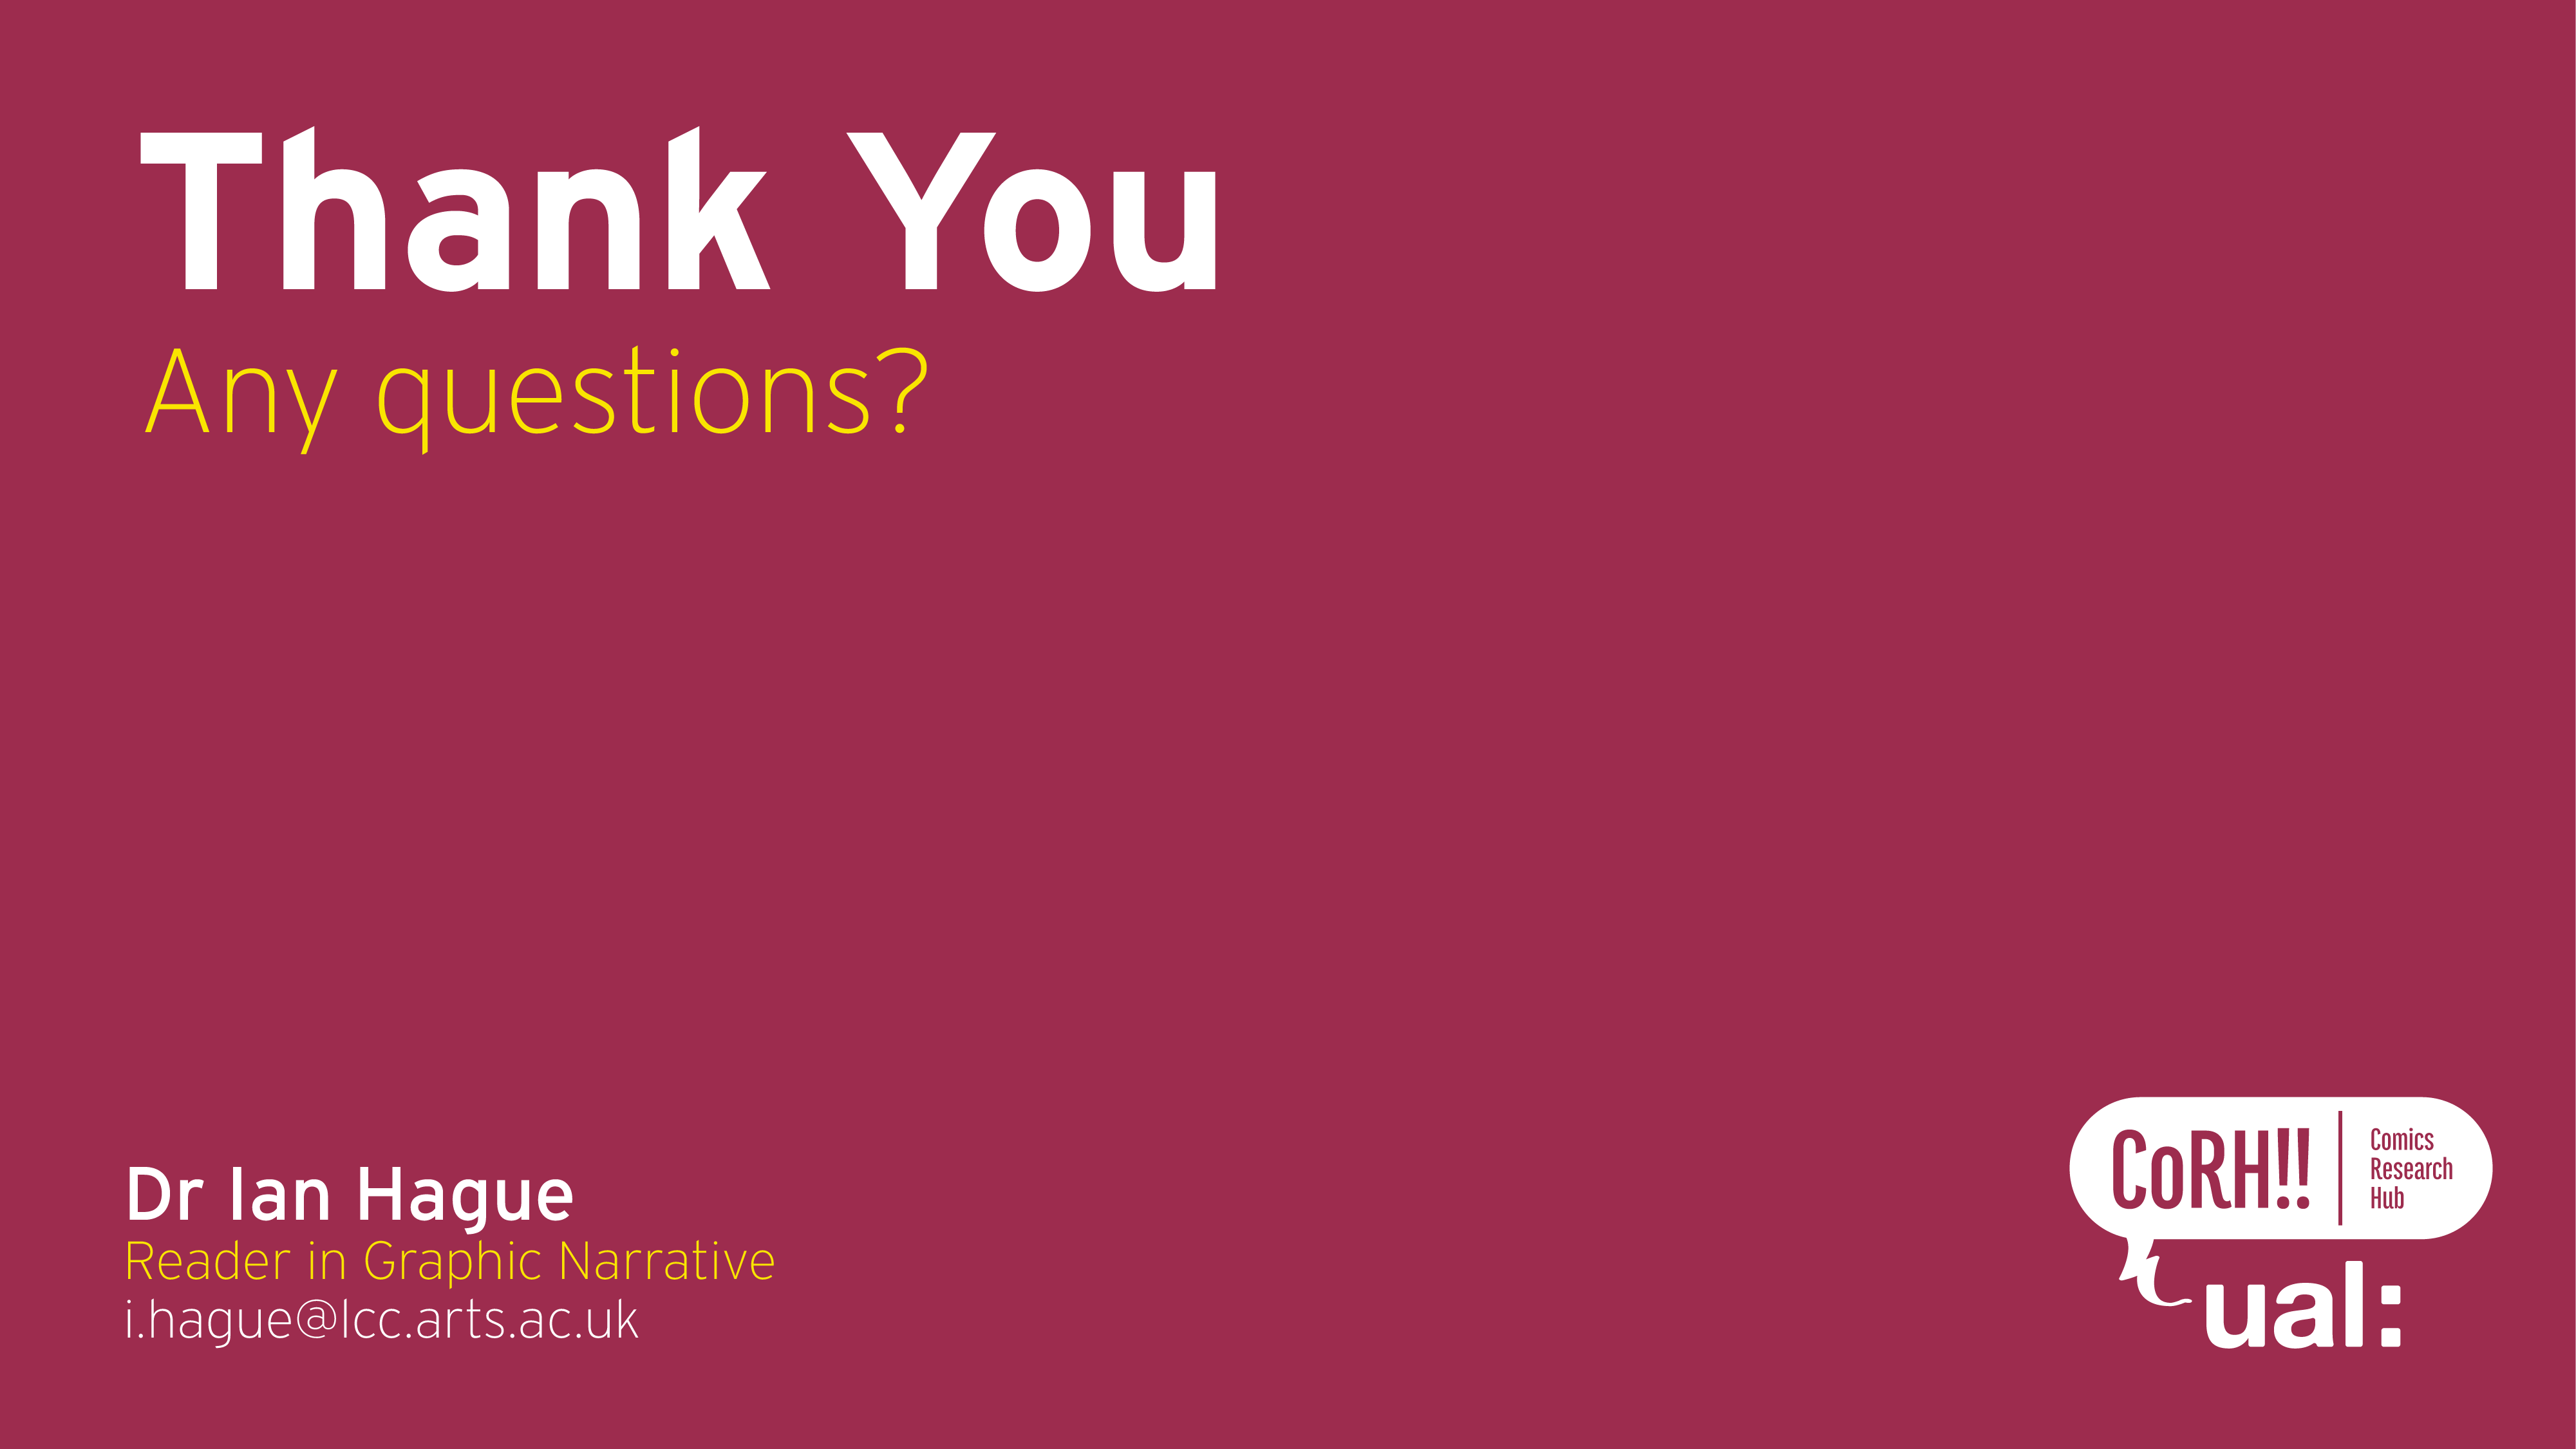 Thank You
Any questions?
Dr Ian Hague
Reader in Graphic Narrative
i.hague@lcc.arts.ac.uk
CoRH!!
Comics
Research
Hub
ual: